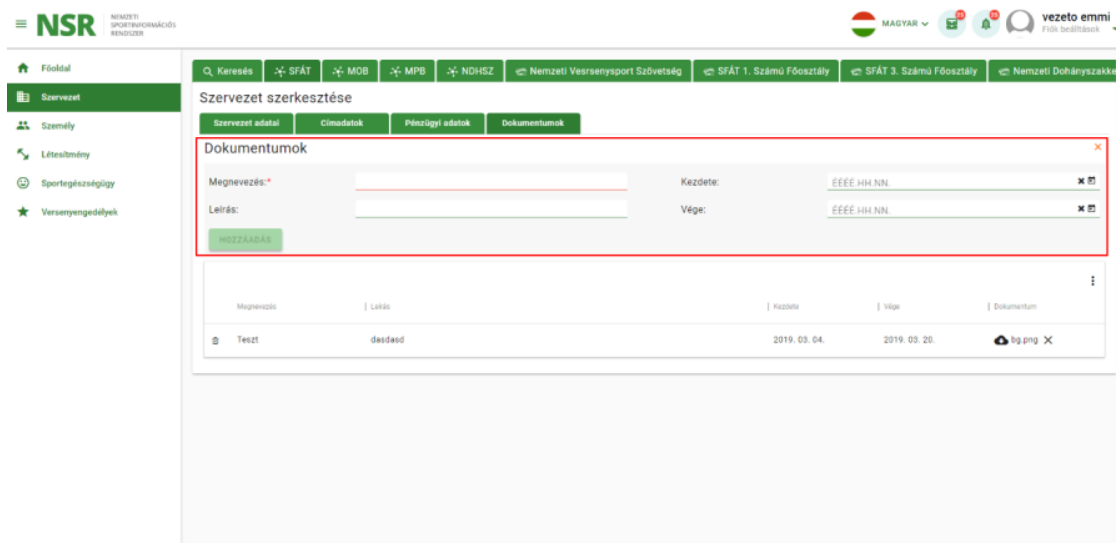 NSR NEMZETI
SPORTINFORMÁCIÓS
RENDSZER
MAGYAR
25
25
vezeto emmi
Fiók beállítások
Főoldal
Szervezet
Személy
Létesítmény
Sportegészségügy
Versenyengedélyek
Keresés SFÁT MOB MPB NDHSZ Nemzeti Vesrsenysport Szövetség SFÁT 1. Számú Főosztály SFÁT 3. Számú Főosztály Nemzeti Dohányszakke
Szervezet szerkesztése
Szervezet adatai Címadatok Pénzügyi adatok Dokumentumok
Dokumentumok
Megnevezés:* Kezdete: ÉÉÉÉ.HH.NN.
Leírás: Vége: ÉÉÉÉ.HH.NN.
HOZZÁADÁS
Megnevezés Leírás Kezdete Vége Dokumentum
Teszt dasdasd 2019. 03. 04. 2019. 03. 20. bg.png